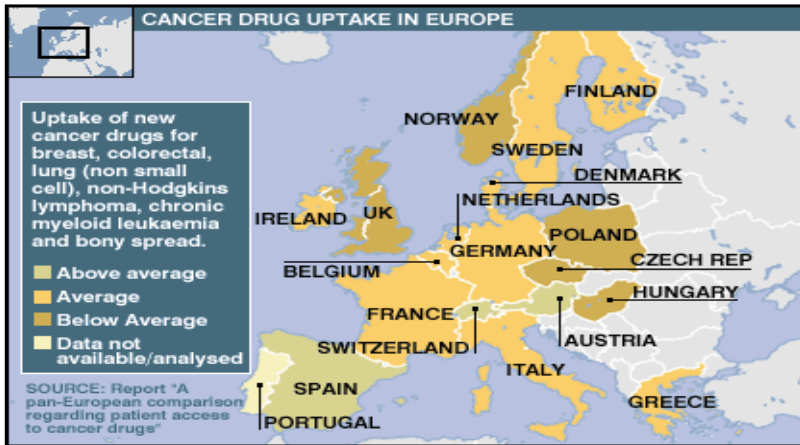 CANCER DRUG UPTAKE IN EUROPE
Uptake of new
cancer drugs for
breast, colorectal,
lung (non small
cell), non-Hodgkins
lymphoma, chronic
myeloid leukaemia
and bony spread.
Above average
Average
Below Average
Data not
available/analysed
SOURCE: Report "A
pan-European comparison
regarding patient access
to cancer drugs"
FINLAND
NORWAY
SWEDEN
DENMARK
NETHERLANDS
IRELAND
UK
GERMANY
POLAND
BELGIUM
CZECH REP
HUNGARY
FRANCE
SWITZERLAND
AUSTRIA
ITALY
SPAIN
GREECE
PORTUGAL